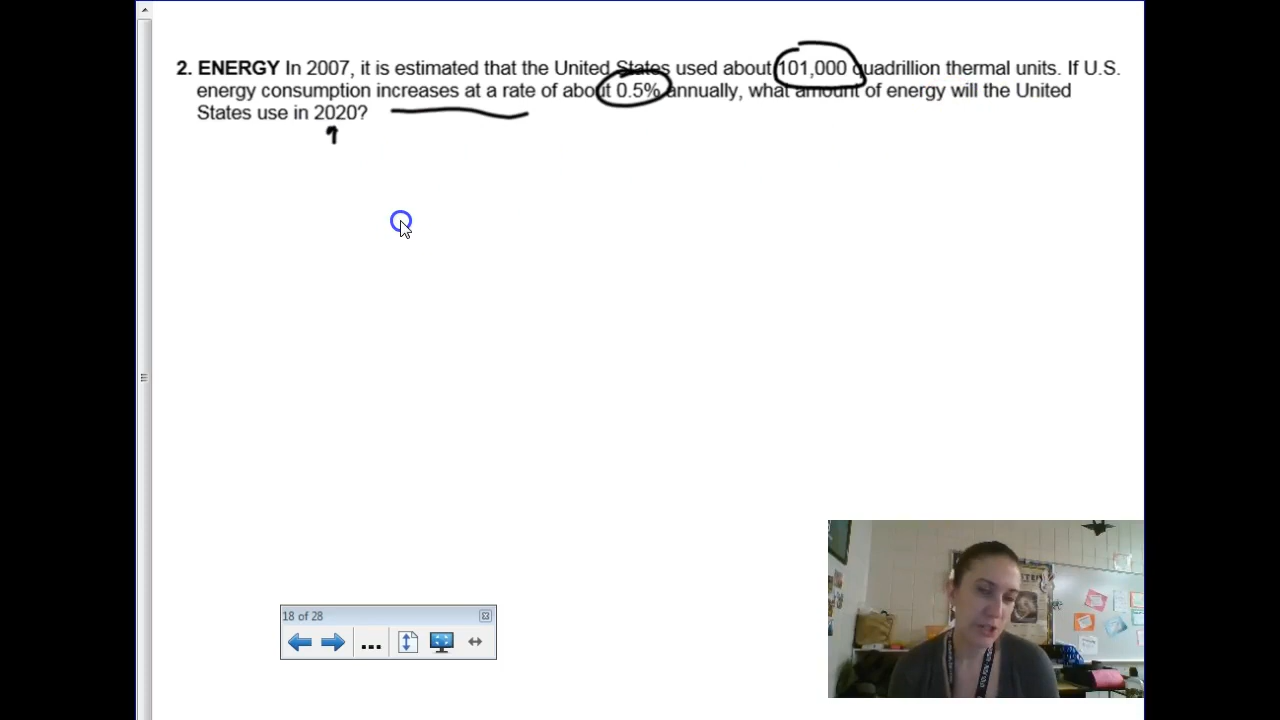 2. ENERGY In 2007, it is estimated that the United States used about 101,000 quadrillion thermal units. If U.S.
energy consumption increases at a rate of about 0.5% annually, what amount of energy will the United
States use in 2020?
18 of 28